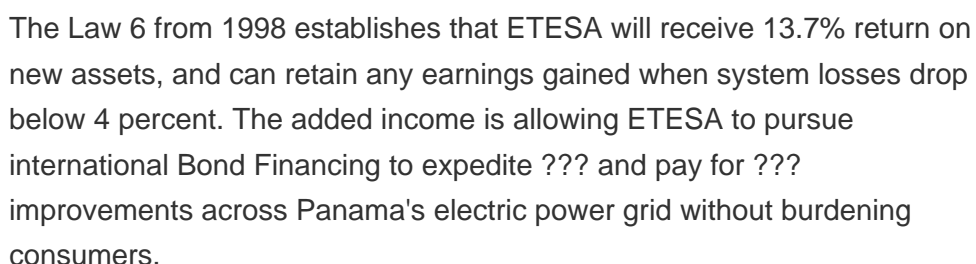 The Law 6 from 1998 establishes that ETESA will receive 13.7% return on
new assets, and can retain any earnings gained when system losses drop
below 4 percent. The added income is allowing ETESA to pursue
international Bond Financing to expedite ??? and pay for ???
improvements across Panama's electric power grid without burdening
consumers.